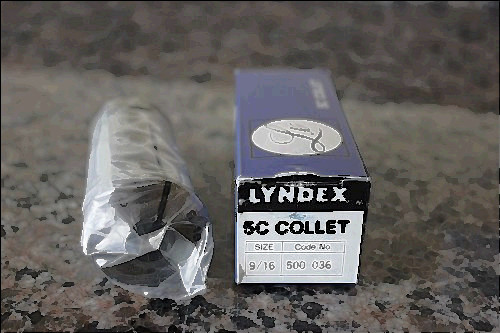 LYNDEX
5C COLLET
SIZE Code No
9/16 500 036